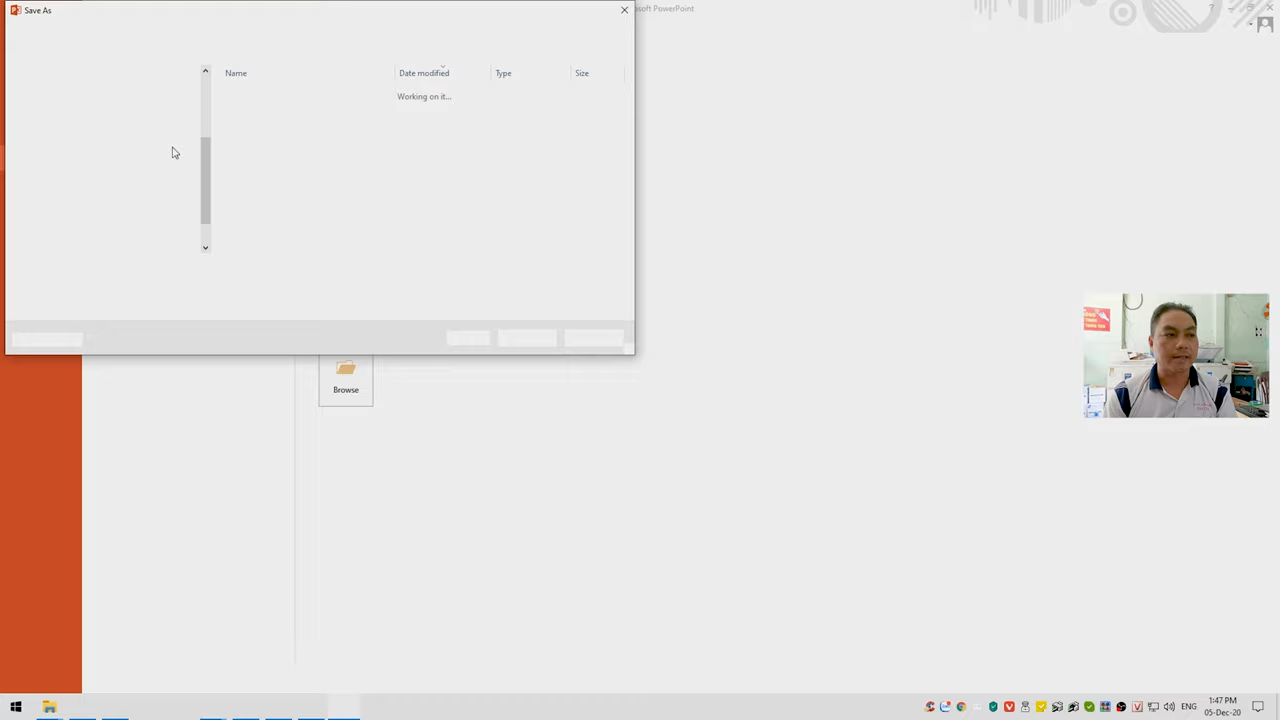 Save As
osoft PowerPoint
?
Name
Date modified
Type
Size
Working on it...
Browse
1:47 PM
ENG
05-Dec-20